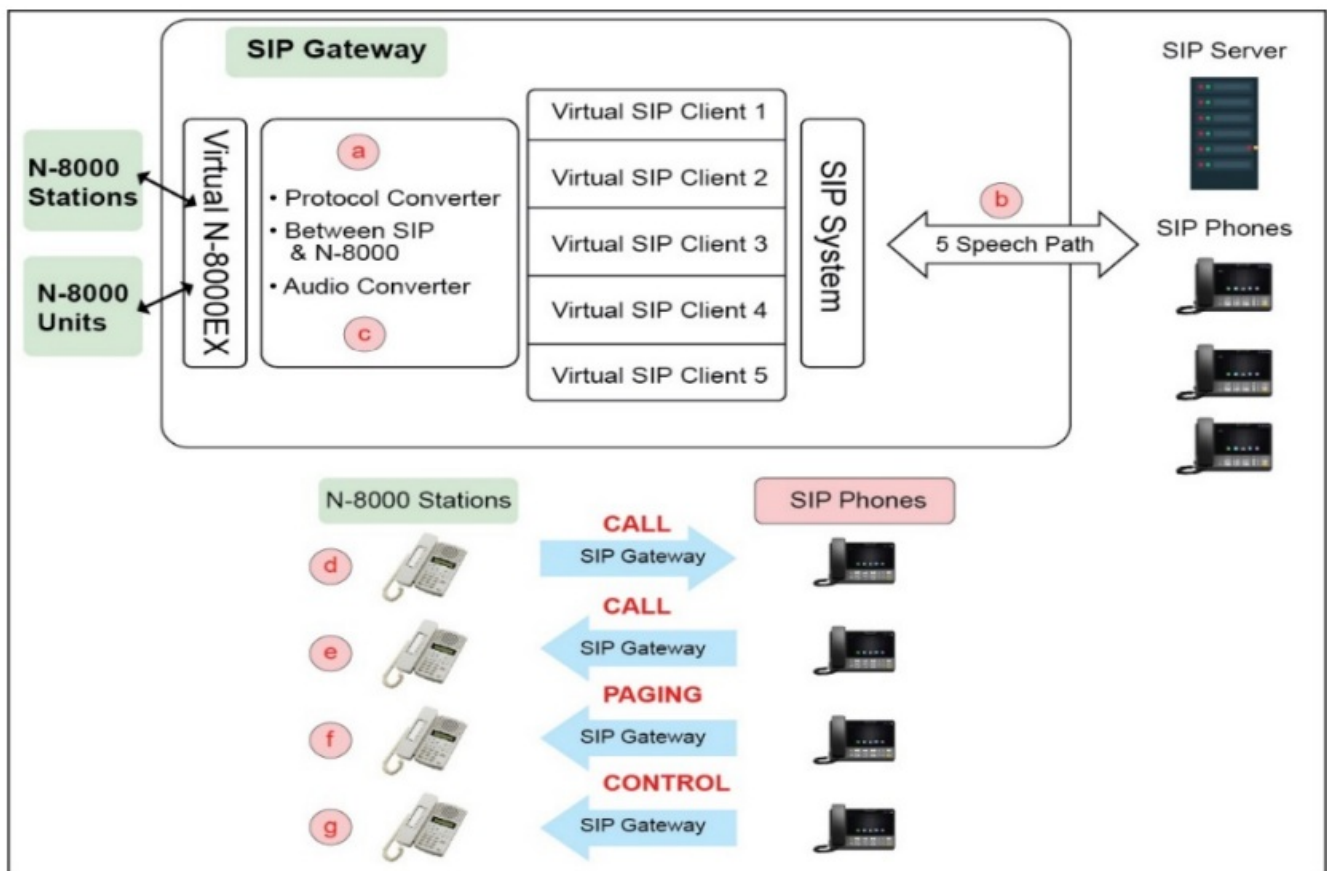 SIP Gateway
SIP Server
N-8000
Stations
N-8000
Units
Virtual N-8000EX
a
• Protocol Converter
• Between SIP
& N-8000
• Audio Converter
c
Virtual SIP Client 1
Virtual SIP Client 2
Virtual SIP Client 3
Virtual SIP Client 4
Virtual SIP Client 5
SIP System
b
5 Speech Path
SIP Phones
N-8000 Stations
SIP Phones
d
CALL
SIP Gateway
e
CALL
SIP Gateway
f
PAGING
SIP Gateway
g
CONTROL
SIP Gateway